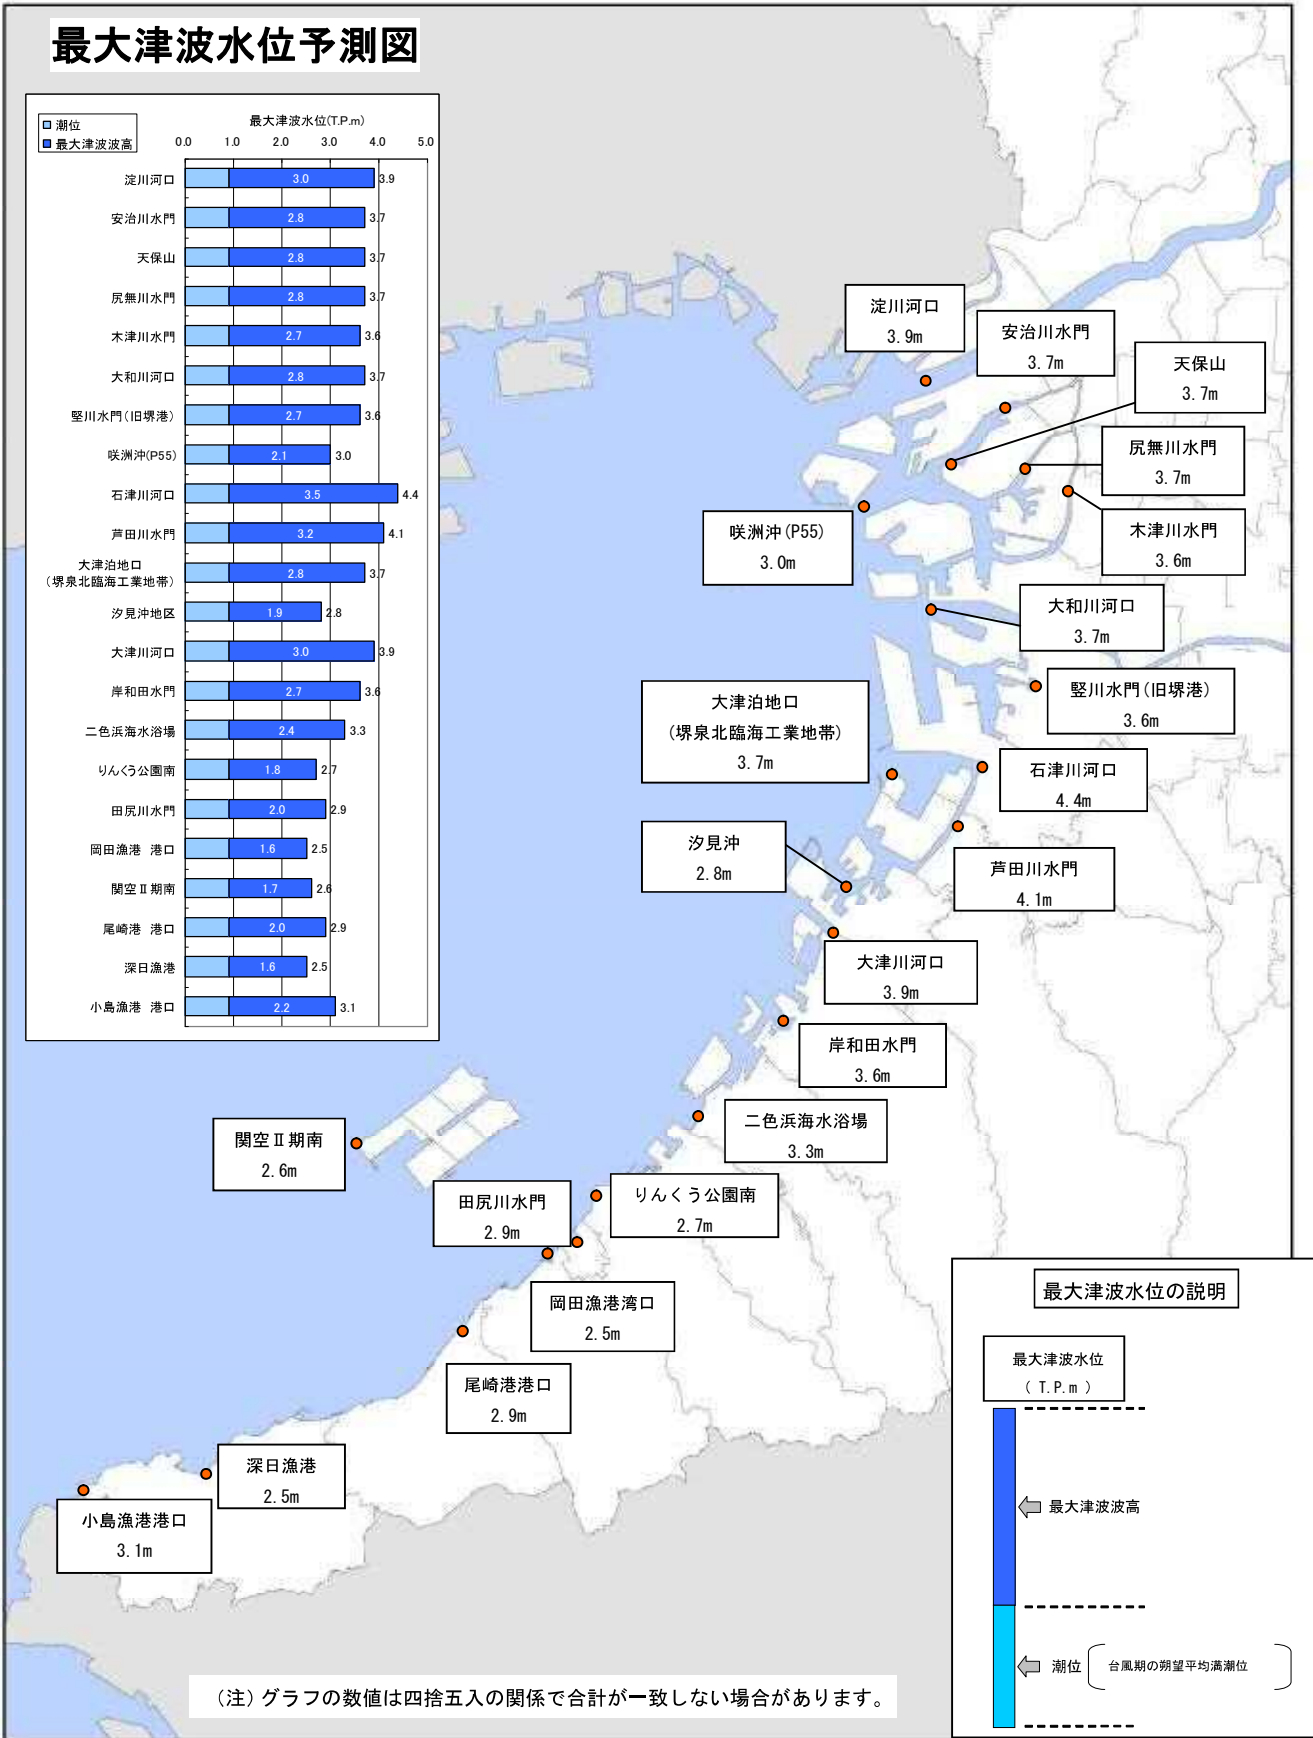 最大津波水位予測図
潮位
最大津波波高
最大津波水位(T.P.m)
0.0 1.0 2.0 3.0 4.0 5.0
淀川河口 3.0 3.9
安治川水門 2.8 3.7
天保山 2.8 3.7
尻無川水門 2.8 3.7
木津川水門 2.7 3.6
大和川河口 2.8 3.7
竪川水門(旧堺港) 2.7 3.6
咲洲沖(P55) 2.1 3.0
石津川河口 3.5 4.4
芦田川水門 3.2 4.1
大津泊地口
(堺泉北臨海工業地帯) 2.8 3.7
汐見沖地区 1.9 2.8
大津川河口 3.0 3.9
岸和田水門 2.7 3.6
二色浜海水浴場 2.4 3.3
りんくう公園南 1.8 2.7
田尻川水門 2.0 2.9
岡田漁港 港口 1.6 2.5
関空Ⅱ期南 1.7 2.6
尾崎港 港口 2.0 2.9
深日漁港 1.6 2.5
小島漁港 港口 2.2 3.1
淀川河口
3.9m
安治川水門
3.7m
天保山
3.7m
尻無川水門
3.7m
木津川水門
3.6m
咲洲沖(P55)
3.0m
大和川河口
3.7m
竪川水門(旧堺港)
3.6m
大津泊地口
(堺泉北臨海工業地帯)
3.7m
石津川河口
4.4m
汐見沖
2.8m
芦田川水門
4.1m
大津川河口
3.9m
岸和田水門
3.6m
二色浜海水浴場
3.3m
関空Ⅱ期南
2.6m
りんくう公園南
2.7m
田尻川水門
2.9m
岡田漁港湾口
2.5m
尾崎港港口
2.9m
深日漁港
2.5m
小島漁港港口
3.1m
最大津波水位の説明
最大津波水位
( T.P.m )
最大津波波高
潮位 台風期の朔望平均満潮位
(注)グラフの数値は四捨五入の関係で合計が一致しない場合があります。